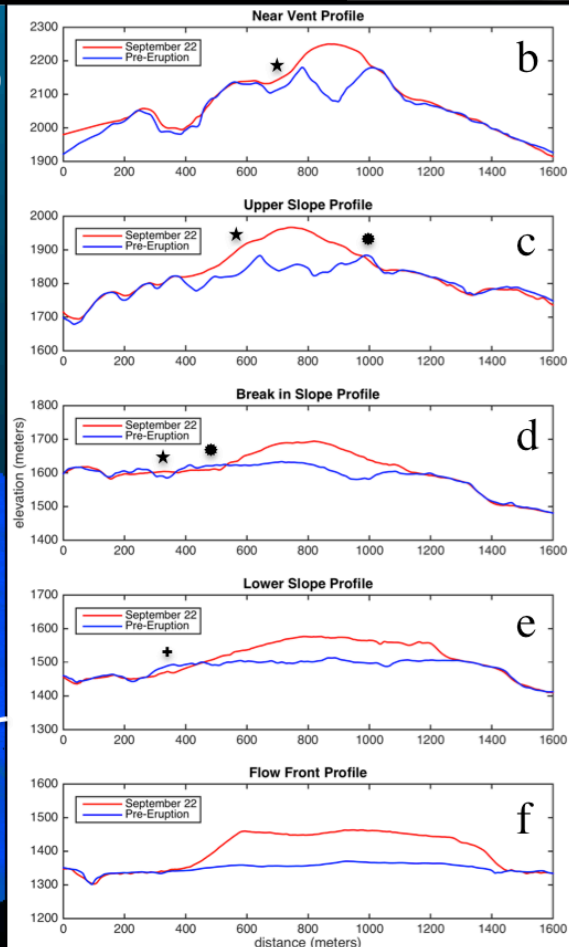 Near Vent Profile
2300
2200
2100
2000
1900
September 22
Pre-Eruption
b
0 200 400 600 800 1000 1200 1400 1600
Upper Slope Profile
2000
1900
1800
1700
1600
September 22
Pre-Eruption
c
0 200 400 600 800 1000 1200 1400 1600
Break in Slope Profile
elevation (meters)
1800
1700
1600
1500
1400
September 22
Pre-Eruption
d
0 200 400 600 800 1000 1200 1400 1600
Lower Slope Profile
1700
1600
1500
1400
1300
September 22
Pre-Eruption
e
0 200 400 600 800 1000 1200 1400 1600
Flow Front Profile
1600
1500
1400
1300
1200
September 22
Pre-Eruption
f
0 200 400 600 800 1000 1200 1400 1600
distance (meters)